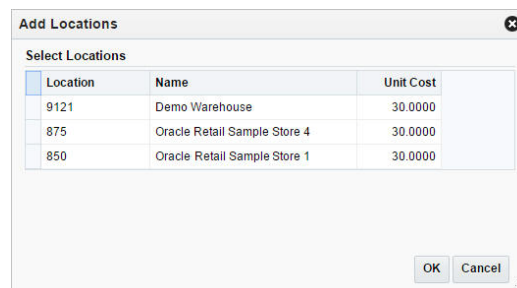 Add Locations
Select Locations
Location Name Unit Cost
9121 Demo Warehouse 30.0000
875 Oracle Retail Sample Store 4 30.0000
850 Oracle Retail Sample Store 1 30.0000
OK Cancel